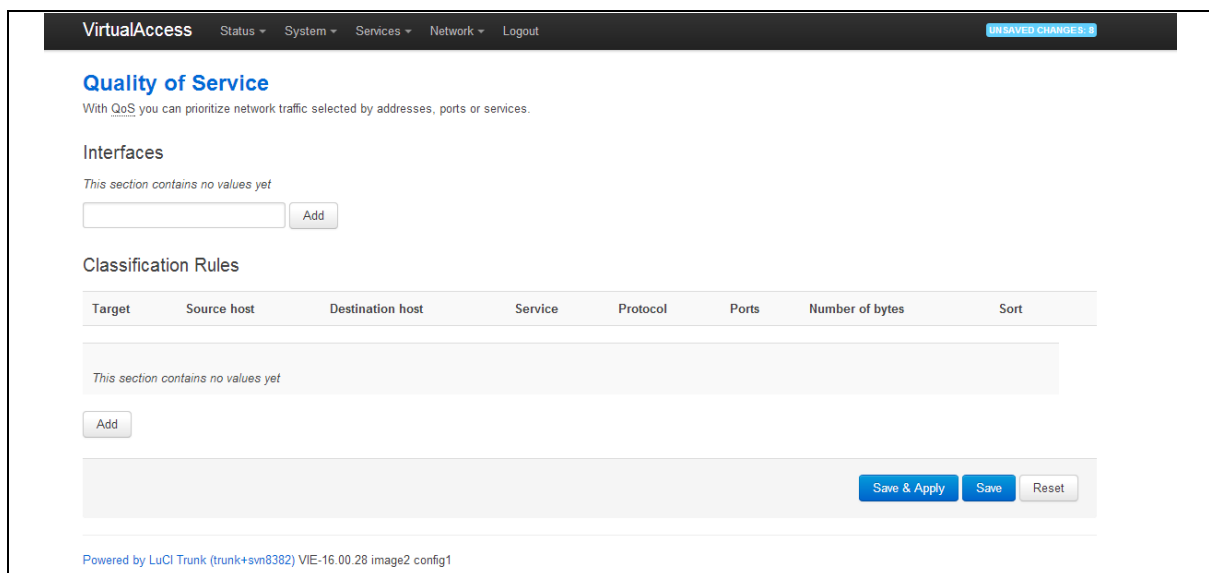 VirtualAccess Status System Services Network Logout UNSAVED CHANGES: 8
Quality of Service
With QoS you can prioritize network traffic selected by addresses, ports or services.
Interfaces
This section contains no values yet
Add
Classification Rules
Target Source host Destination host Service Protocol Ports Number of bytes Sort
This section contains no values yet
Add
Save & Apply Save Reset
Powered by LuCI Trunk (trunk+svn8382) VIE-16.00.28 image2 config1